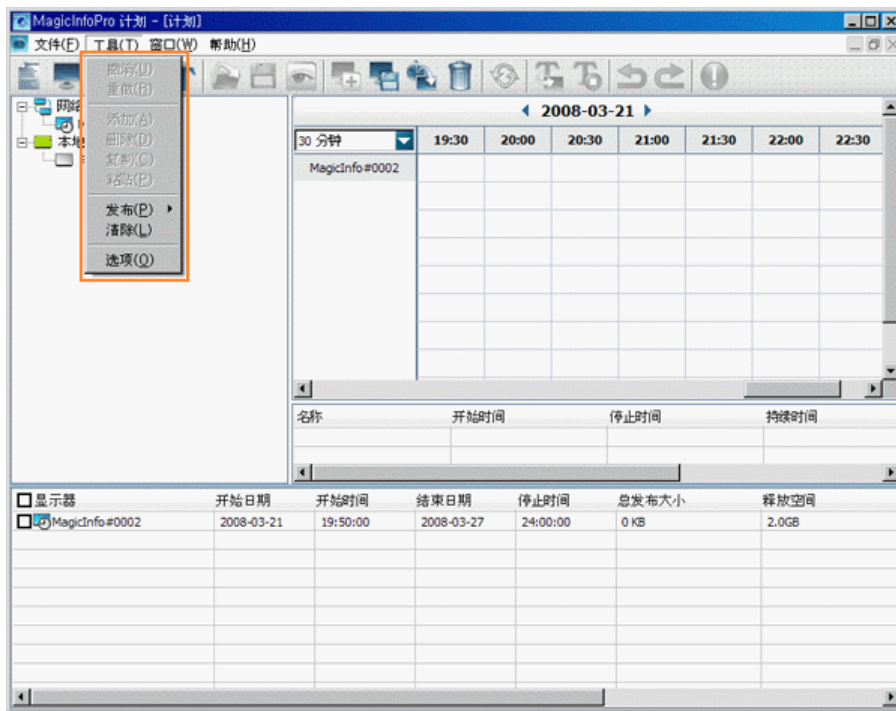 MagicInfoPro 计划 - [计划]
文件(F) 工具(T) 窗口(W) 帮助(H)
撤消(U)
重做(R)
添加(A)
删除(D)
复制(C)
粘贴(P)
发布(P)
清除(L)
选项(O)
网络
本地
2008-03-21
30 分钟 19:30 20:00 20:30 21:00 21:30 22:00 22:30
MagicInfo#0002
名称 开始时间 停止时间 持续时间
显示器 开始日期 开始时间 结束日期 停止时间 总发布大小 释放空间
MagicInfo#0002 2008-03-21 19:50:00 2008-03-27 24:00:00 0 KB 2.0GB